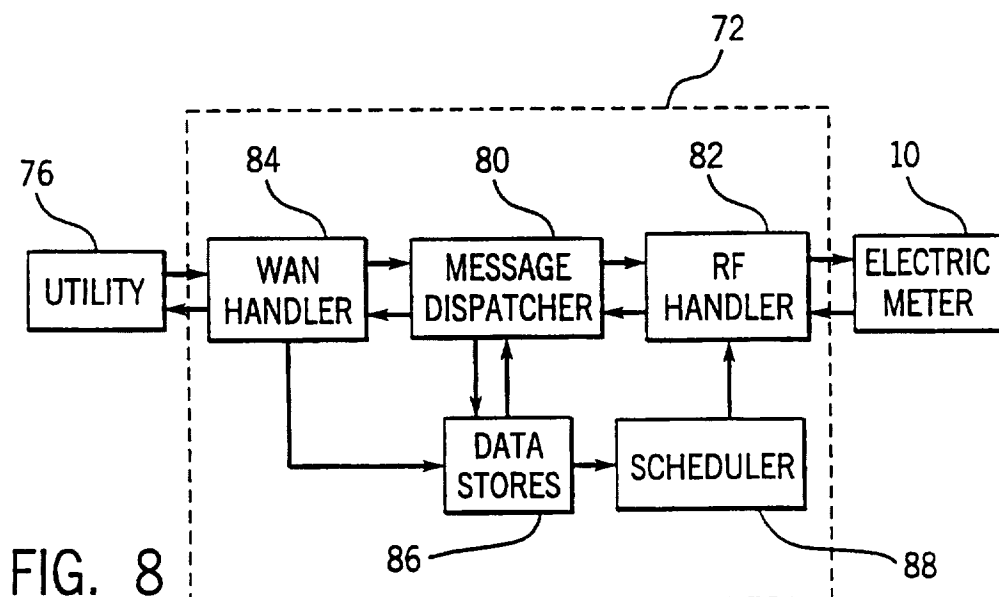 72
84
80
82
10
76
UTILITY
WAN
HANDLER
MESSAGE
DISPATCHER
RF
HANDLER
ELECTRIC
METER
DATA
STORES
SCHEDULER
86
88
FIG. 8